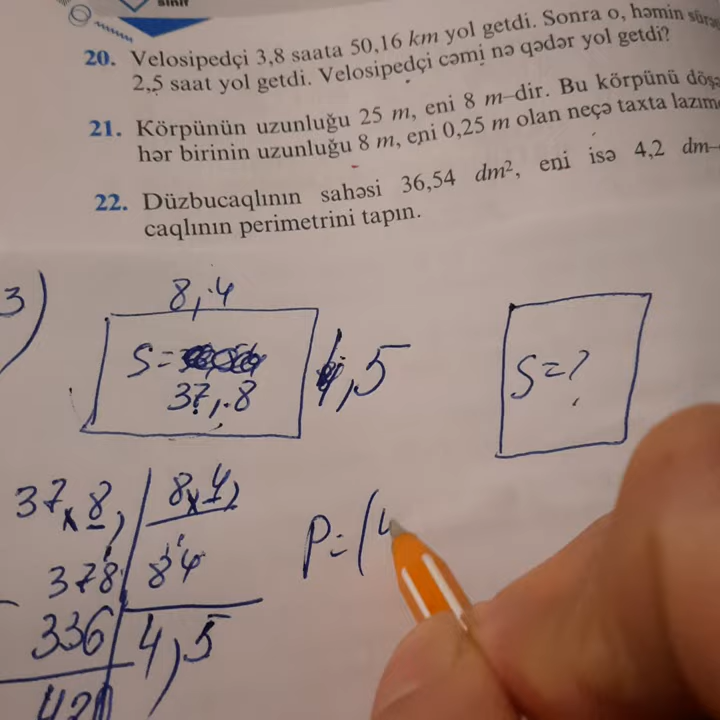 SINIF
20. Velosipedçi 3,8 saata 50,16 km yol getdi. Sonra o, həmin
2,5 saat yol getdi. Velosipedçi cəmi nə qədər yol getdi?
21. Körpünün uzunluğu 25 m, eni 8 m–dir. Bu körpünü
hər birinin uzunluğu 8 m, eni 0,25 m olan neçə taxta
22. Düzbucaqlının sahəsi 36,54 dm², eni isə 4,2 dm–
caqlının perimetrini tapın.
3)
8,4
S=
37,8
4,5
S=?
37,8 8,4
P=(4
378 84
336 4,5
420